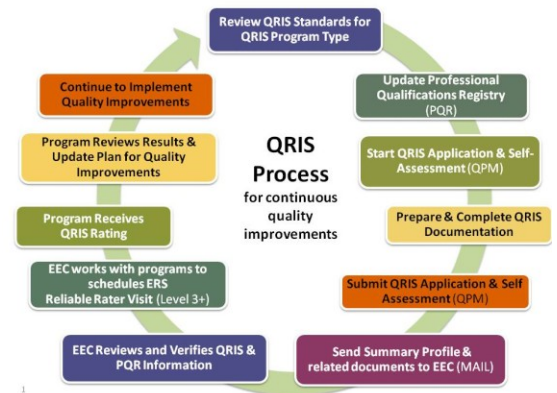 Review QRIS Standards for
QRIS Program Type
Update Professional
Qualifications Registry
(PQR)
Start QRIS Application & Self-
Assessment (QPM)
Prepare & Complete QRIS
Documentation
Submit QRIS Application & Self
Assessment (QPM)
Send Summary Profile &
related documents to EEC (MAIL)
EEC Reviews and Verifies QRIS &
PQR Information
EEC works with programs to
schedules ERS
Reliable Rater Visit (Level 3+)
Program Receives
QRIS Rating
Program Reviews Results &
Update Plan for Quality
Improvements
Continue to Implement
Quality Improvements
QRIS
Process
for continuous
quality
improvements
1